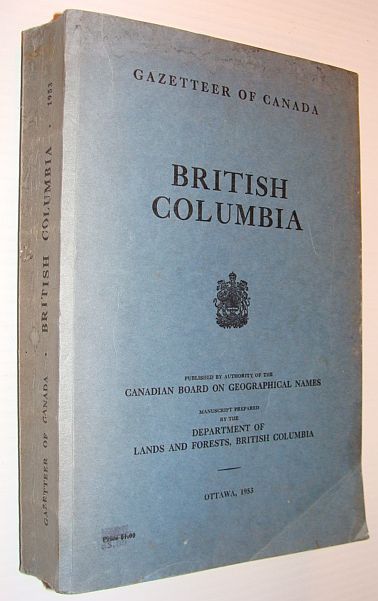 GAZETTEER OF CANADA · BRITISH COLUMBIA · 1953
GAZETTEER OF CANADA
BRITISH
COLUMBIA
PUBLISHED BY AUTHORITY OF THE
CANADIAN BOARD ON GEOGRAPHICAL NAMES
MANUSCRIPT PREPARED
BY THE
DEPARTMENT OF
LANDS AND FORESTS, BRITISH COLUMBIA
OTTAWA, 1953
Price